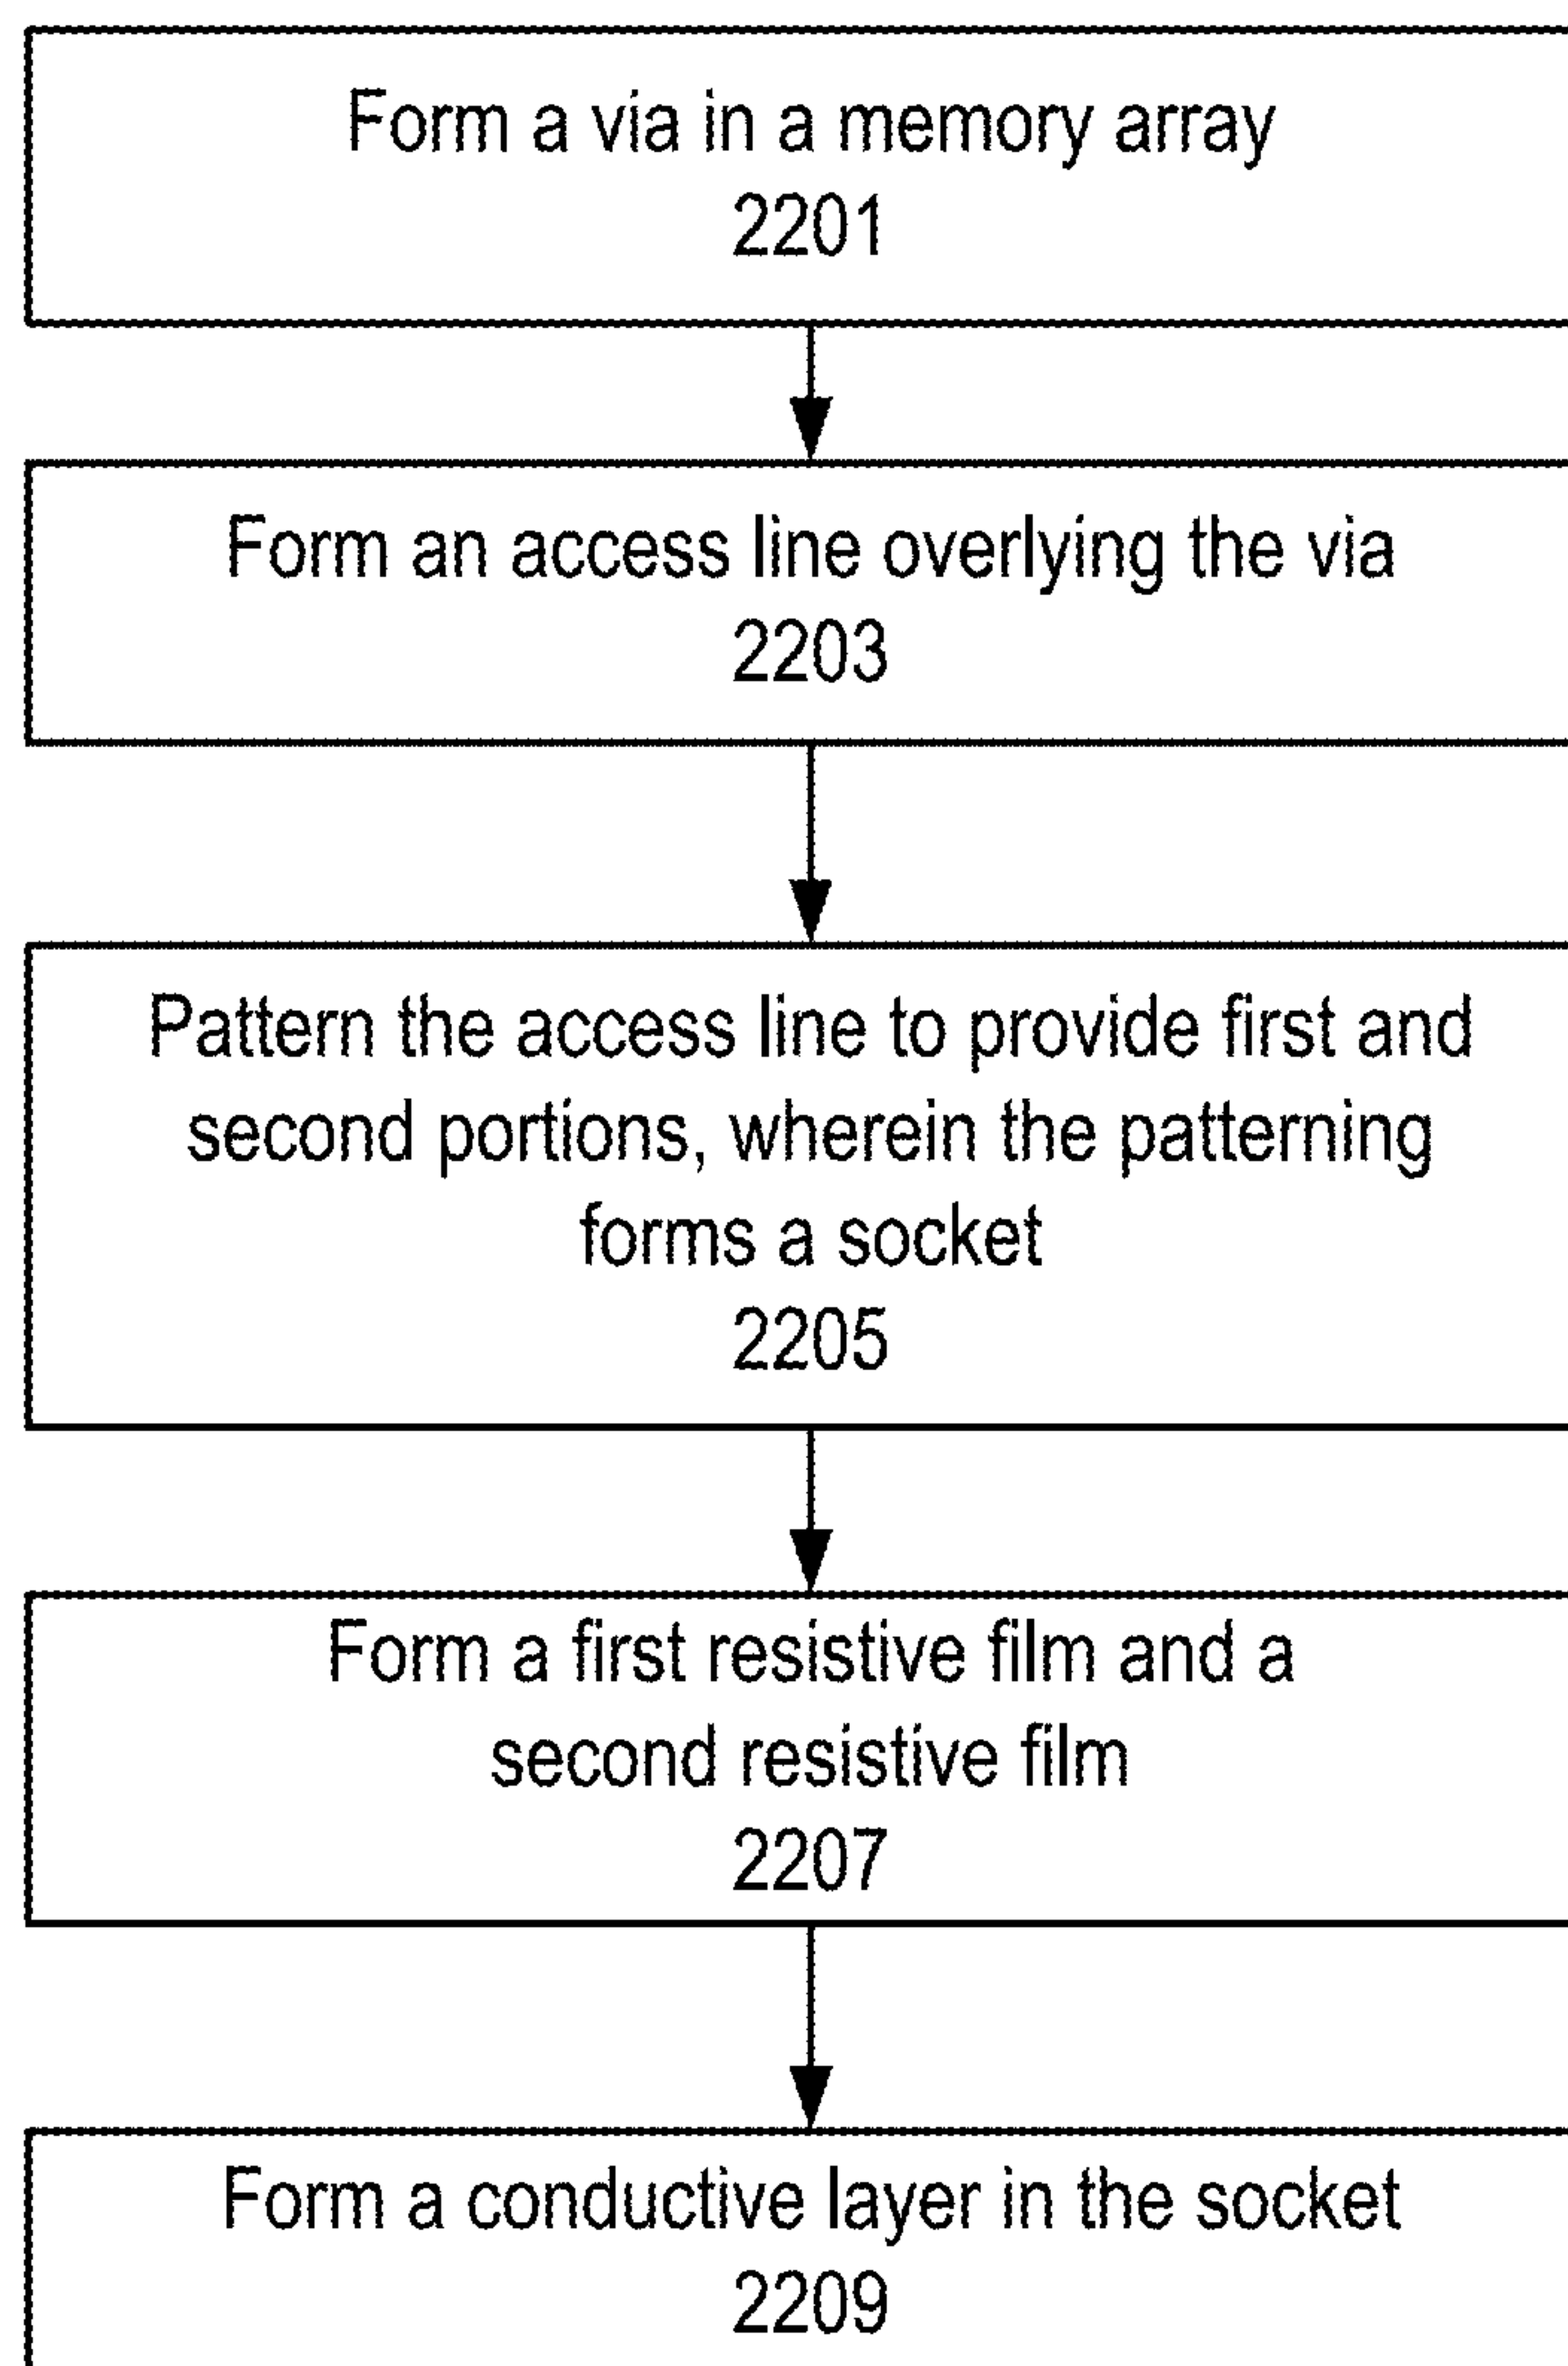 Form a via in a memory array
2201
Form an access line overlying the via
2203
Pattern the access line to provide first and
second portions, wherein the patterning
forms a socket
2205
Form a first resistive film and a
second resistive film
2207
Form a conductive layer in the socket
2209